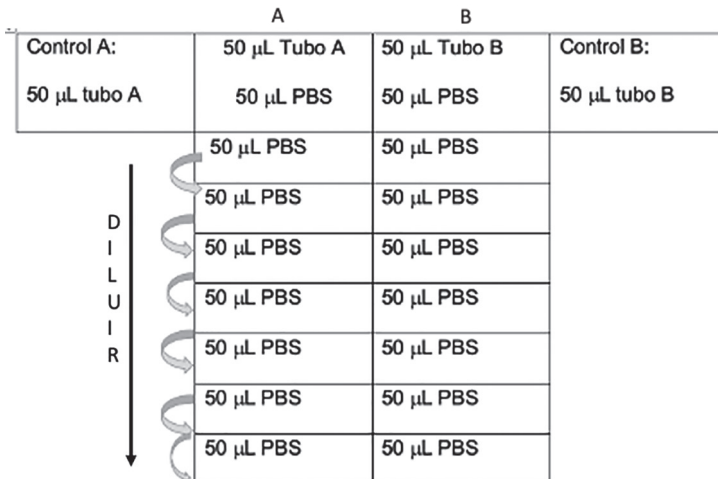 A B
Control A: 50 µL Tubo A 50 µL Tubo B Control B:
50 µL tubo A 50 µL PBS 50 µL PBS 50 µL tubo B
50 µL PBS 50 µL PBS
50 µL PBS 50 µL PBS
50 µL PBS 50 µL PBS
50 µL PBS 50 µL PBS
50 µL PBS 50 µL PBS
50 µL PBS 50 µL PBS
50 µL PBS 50 µL PBS
DILUIR